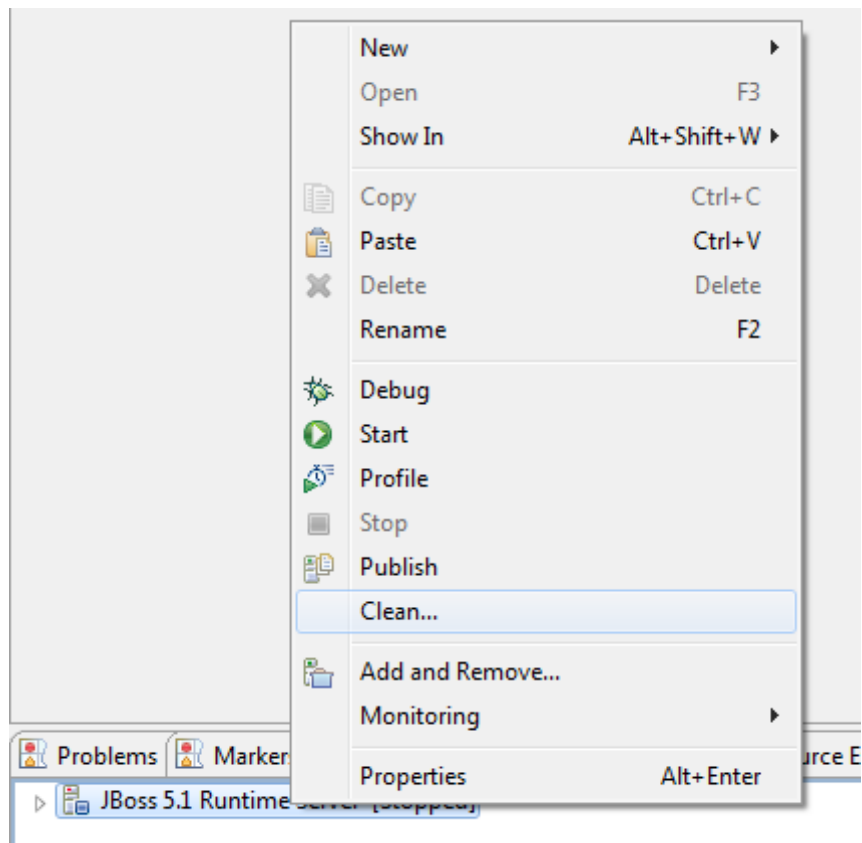 New
Open F3
Show In Alt+Shift+W
Copy Ctrl+C
Paste Ctrl+V
Delete Delete
Rename F2
Debug
Start
Profile
Stop
Publish
Clean...
Add and Remove...
Monitoring
Properties Alt+Enter
Problems Marker
JBoss 5.1 Runtime